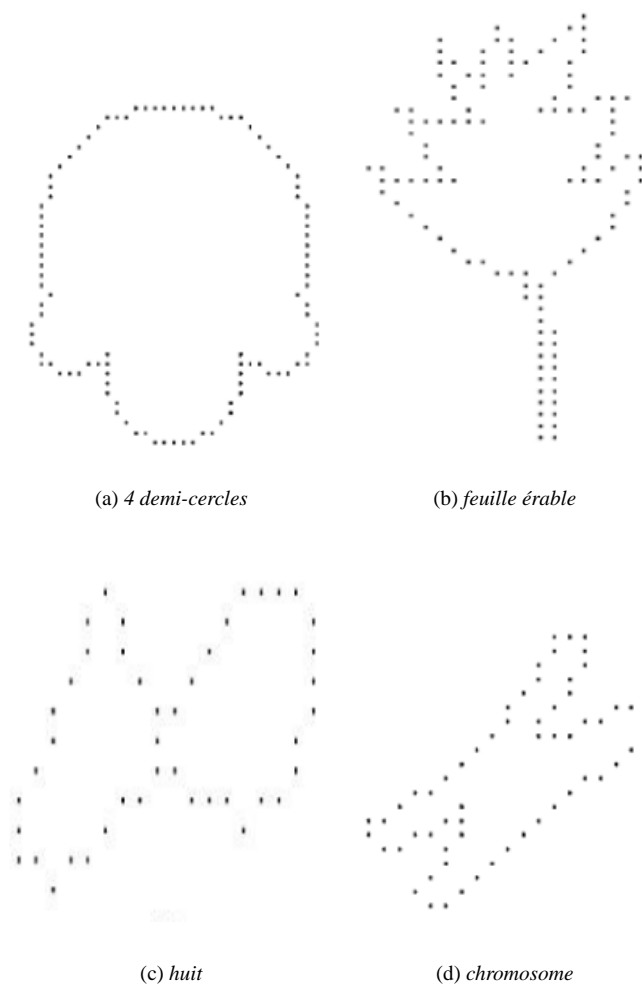 (a) 4 demi-cercles
(b) feuille érable
(c) huit
(d) chromosome